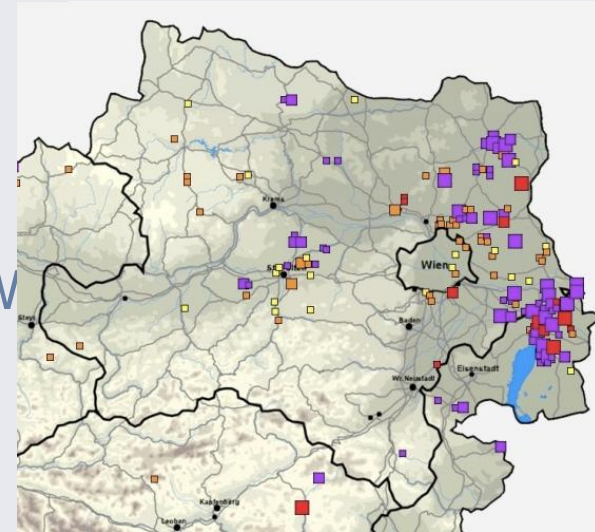 Krems
Wien
Steyr
Baden
Wr. Neustadt
Eisenstadt
Kapfenberg
Leoben